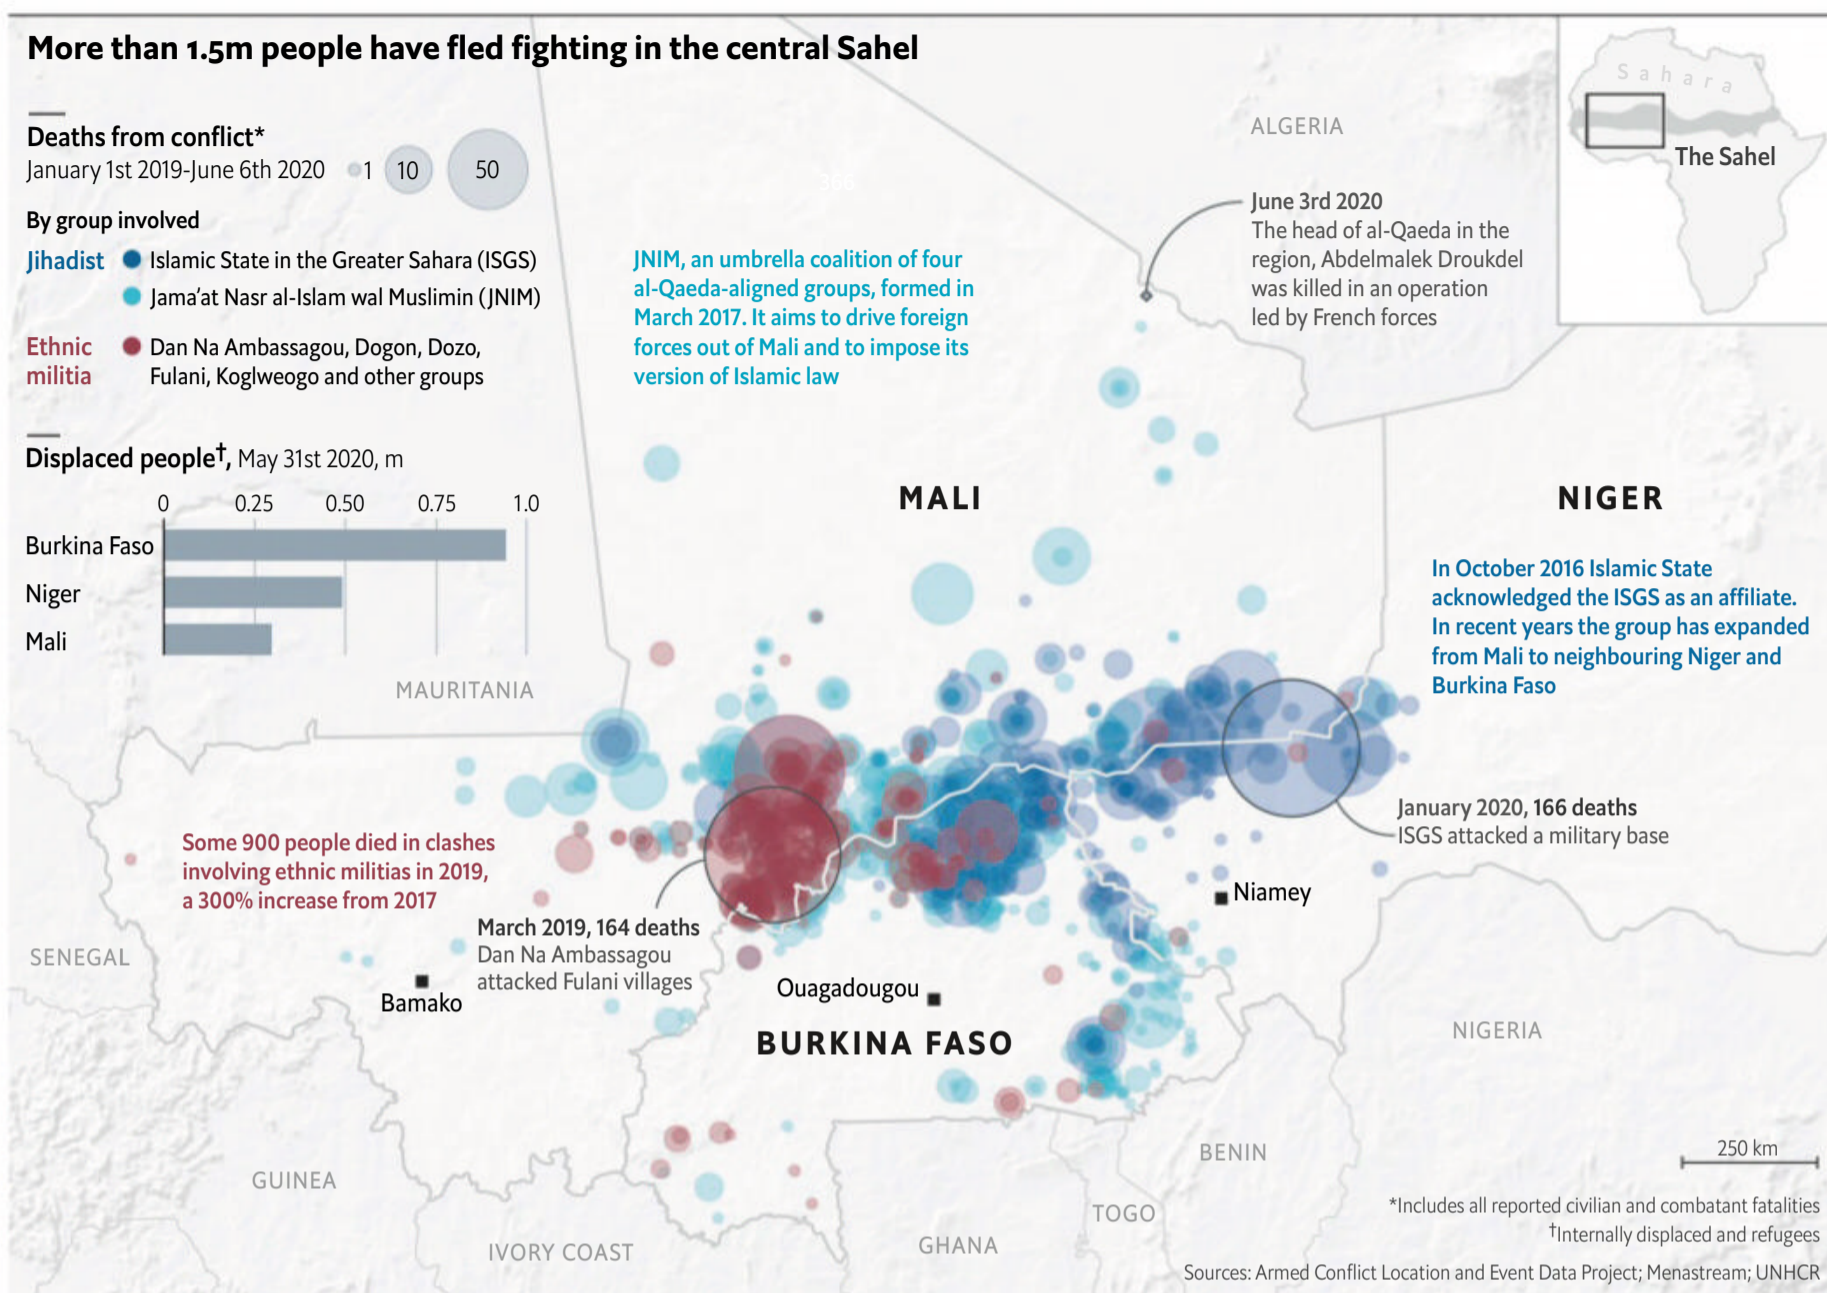 More than 1.5m people have fled fighting in the central Sahel
Deaths from conflict*
January 1st 2019-June 6th 2020
1
10
50
By group involved
Jihadist
Islamic State in the Greater Sahara (ISGS)
Jama'at Nasr al-Islam wal Muslimin (JNIM)
Ethnic
militia
Dan Na Ambassagou, Dogon, Dozo,
Fulani, Koglweogo and other groups
Displaced people†, May 31st 2020, m
0 0.25 0.50 0.75 1.0
Burkina Faso
Niger
Mali
366
JNIM, an umbrella coalition of four
al-Qaeda-aligned groups, formed in
March 2017. It aims to drive foreign
forces out of Mali and to impose its
version of Islamic law
ALGERIA
June 3rd 2020
The head of al-Qaeda in the
region, Abdelmalek Droukdel
was killed in an operation
led by French forces
Sahara
The Sahel
MALI
NIGER
In October 2016 Islamic State
acknowledged the ISGS as an affiliate.
In recent years the group has expanded
from Mali to neighbouring Niger and
Burkina Faso
MAURITANIA
January 2020, 166 deaths
ISGS attacked a military base
Some 900 people died in clashes
involving ethnic militias in 2019,
a 300% increase from 2017
March 2019, 164 deaths
Dan Na Ambassagou
attacked Fulani villages
Niamey
SENEGAL
Bamako
Ouagadougou
BURKINA FASO
NIGERIA
BENIN
GUINEA
TOGO
IVORY COAST
GHANA
250 km
*Includes all reported civilian and combatant fatalities
†Internally displaced and refugees
Sources: Armed Conflict Location and Event Data Project; Menastream; UNHCR